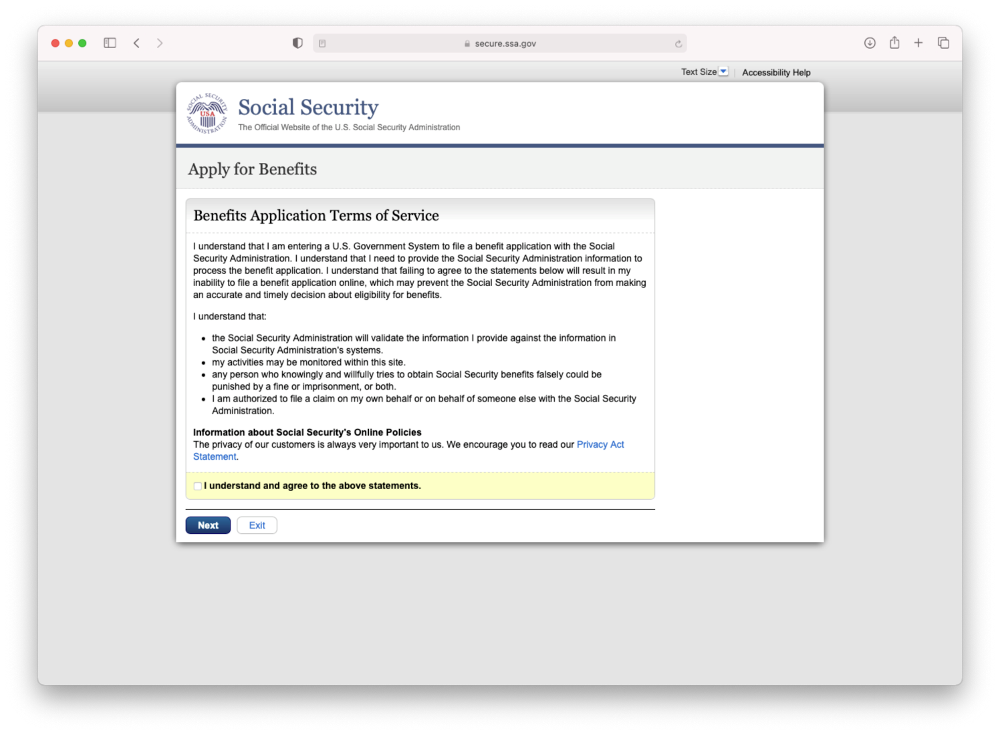 secure.ssa.gov
Text Size
Accessibility Help
SOCIAL SECURITY ADMINISTRATION
USA
Social Security
The Official Website of the U.S. Social Security Administration
Apply for Benefits
Benefits Application Terms of Service
I understand that I am entering a U.S. Government System to file a benefit application with the Social
Security Administration. I understand that I need to provide the Social Security Administration information to
process the benefit application. I understand that failing to agree to the statements below will result in my
inability to file a benefit application online, which may prevent the Social Security Administration from making
an accurate and timely decision about eligibility for benefits.
I understand that:
• the Social Security Administration will validate the information I provide against the information in
Social Security Administration's systems.
• my activities may be monitored within this site.
• any person who knowingly and willfully tries to obtain Social Security benefits falsely could be
punished by a fine or imprisonment, or both.
• I am authorized to file a claim on my own behalf or on behalf of someone else with the Social Security
Administration.
Information about Social Security's Online Policies
The privacy of our customers is always very important to us. We encourage you to read our Privacy Act
Statement.
I understand and agree to the above statements.
Next
Exit